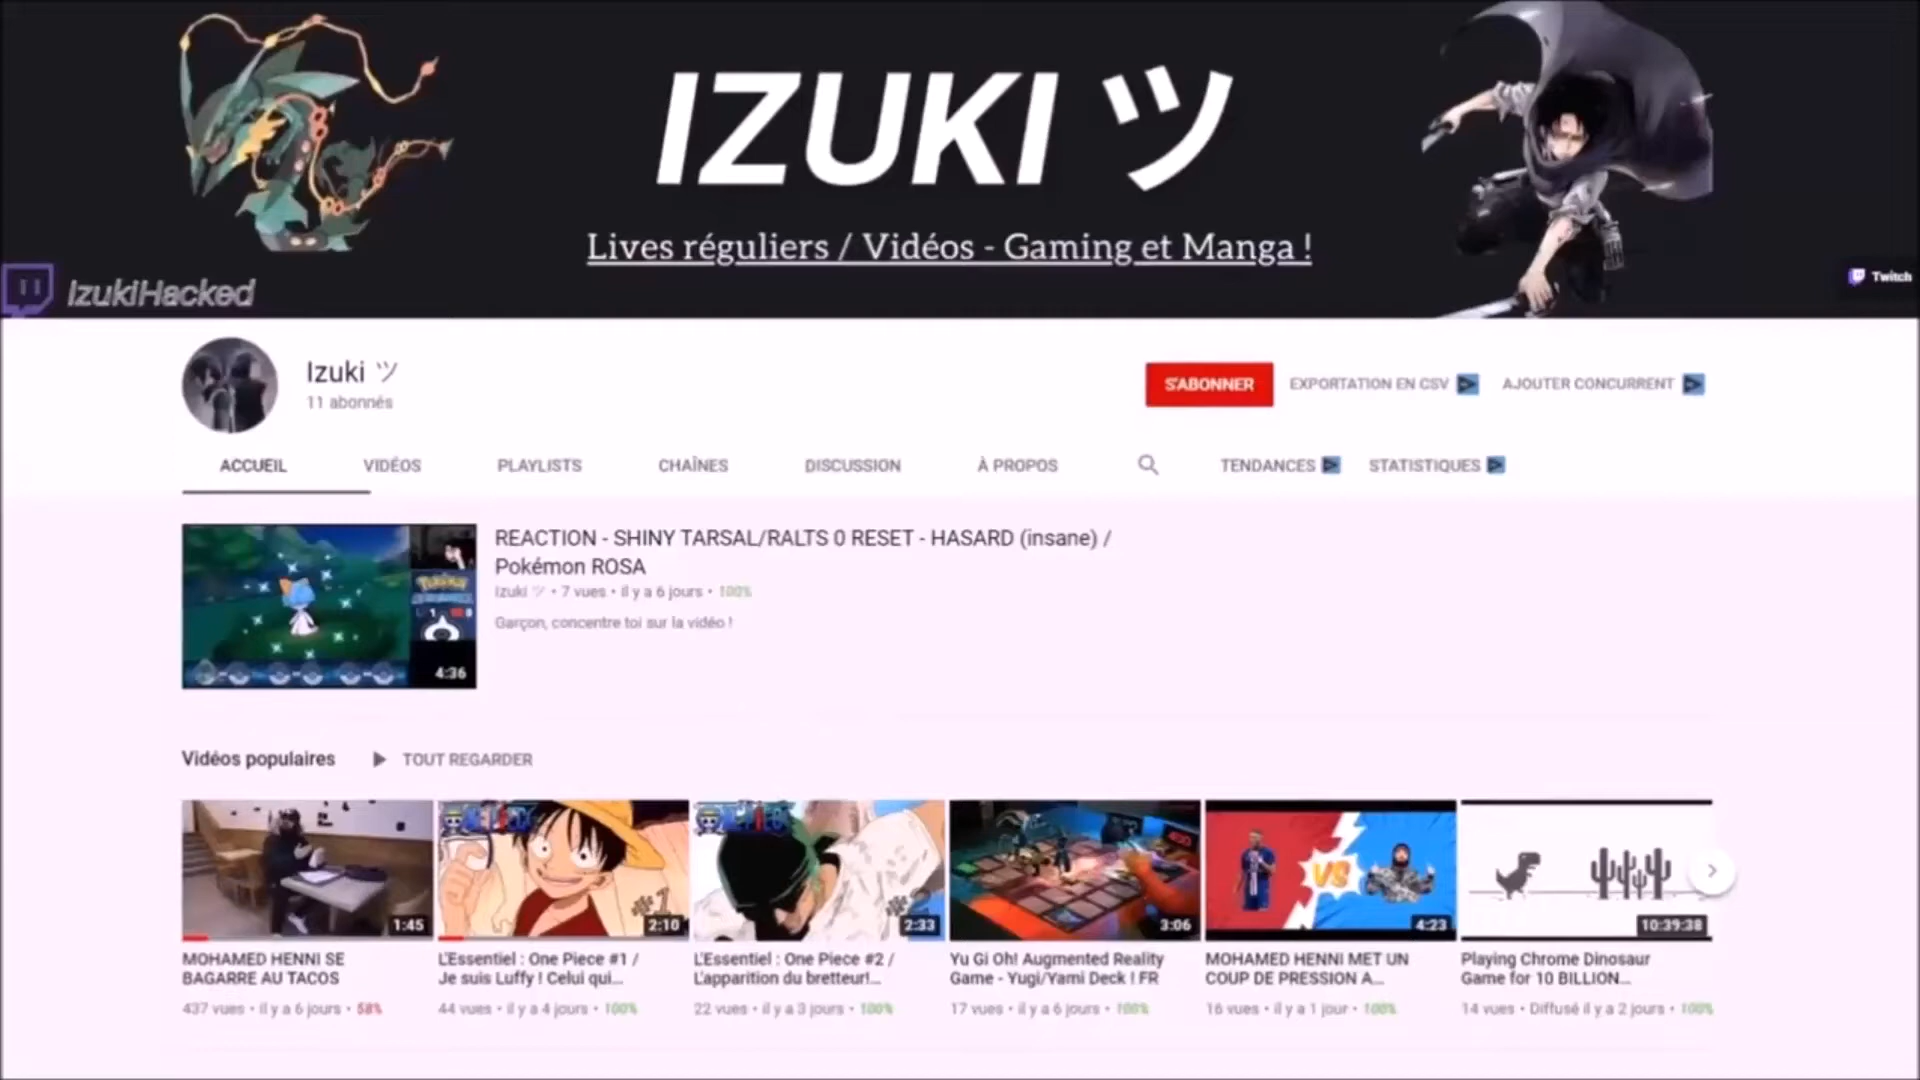 IZUKI ツ
Lives réguliers / Vidéos - Gaming et Manga !
IzukiHacked
Twitch
Izuki ツ
11 abonnés
S'ABONNER
EXPORTATION EN CSV
AJOUTER CONCURRENT
ACCUEIL
VIDÉOS
PLAYLISTS
CHAÎNES
DISCUSSION
À PROPOS
TENDANCES
STATISTIQUES
REACTION - SHINY TARSAL/RALTS 0 RESET - HASARD (insane) /
Pokémon ROSA
Izuki ツ • 7 vues • il y a 6 jours • 100%
Garçon, concentre toi sur la vidéo !
4:36
Vidéos populaires
TOUT REGARDER
1:45
MOHAMED HENNI SE
BAGARRE AU TACOS
437 vues • il y a 6 jours • 58%
#1
2:10
L'Essentiel : One Piece #1 /
Je suis Luffy ! Celui qui...
44 vues • il y a 4 jours • 100%
2:33
L'Essentiel : One Piece #2 /
L'apparition du bretteur!...
22 vues • il y a 3 jours • 100%
3:06
Yu Gi Oh! Augmented Reality
Game - Yugi/Yami Deck ! FR
17 vues • il y a 6 jours • 100%
VS
4:23
MOHAMED HENNI MET UN
COUP DE PRESSION A...
16 vues • il y a 1 jour • 100%
10:39:38
Playing Chrome Dinosaur
Game for 10 BILLION...
14 vues • Diffusé il y a 2 jours • 100%